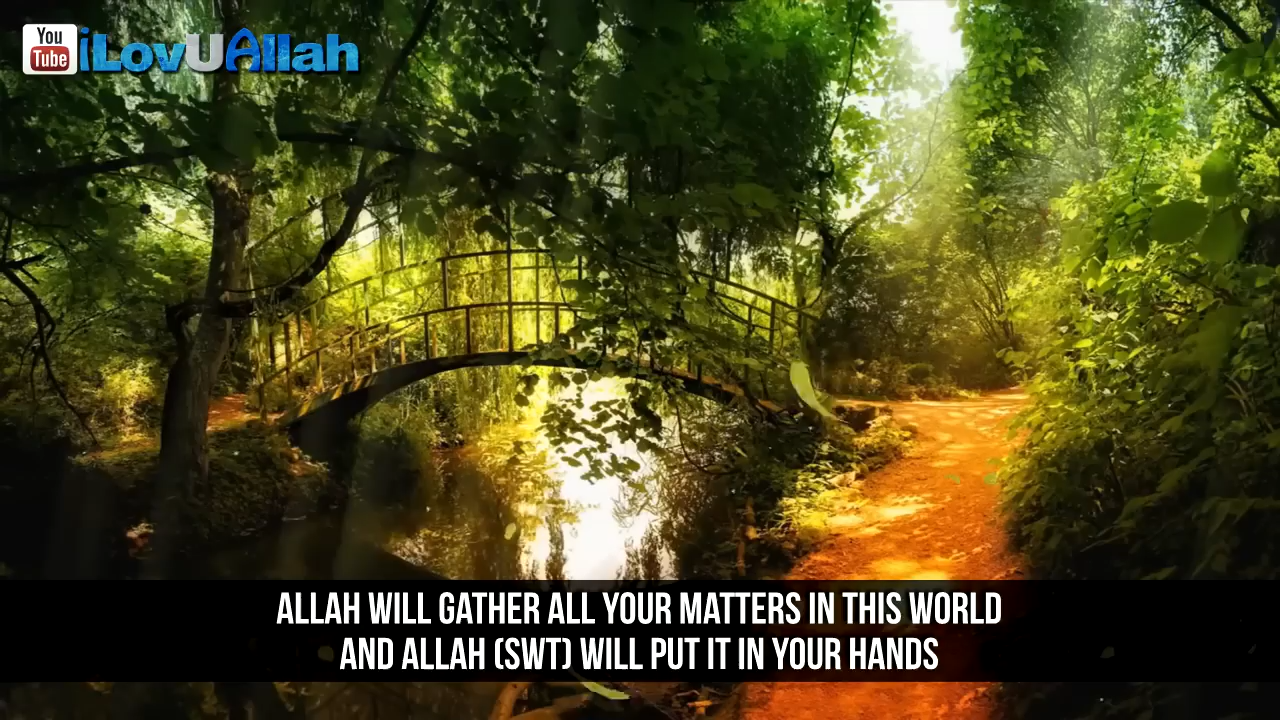 You
Tube
iLovUAllah
ALLAH WILL GATHER ALL YOUR MATTERS IN THIS WORLD
AND ALLAH (SWT) WILL PUT IT IN YOUR HANDS